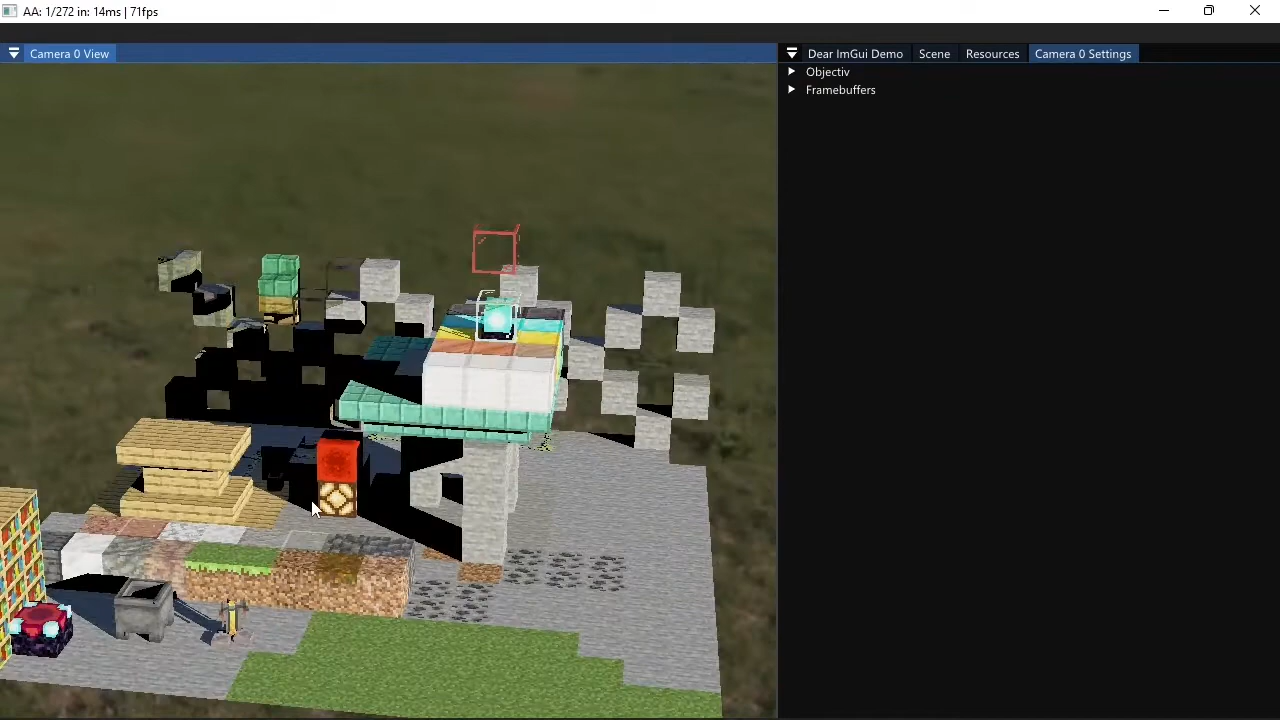 AA: 1/272 in: 14ms | 71fps
Camera 0 View
Dear ImGui Demo Scene Resources Camera 0 Settings
Objectiv
Framebuffers